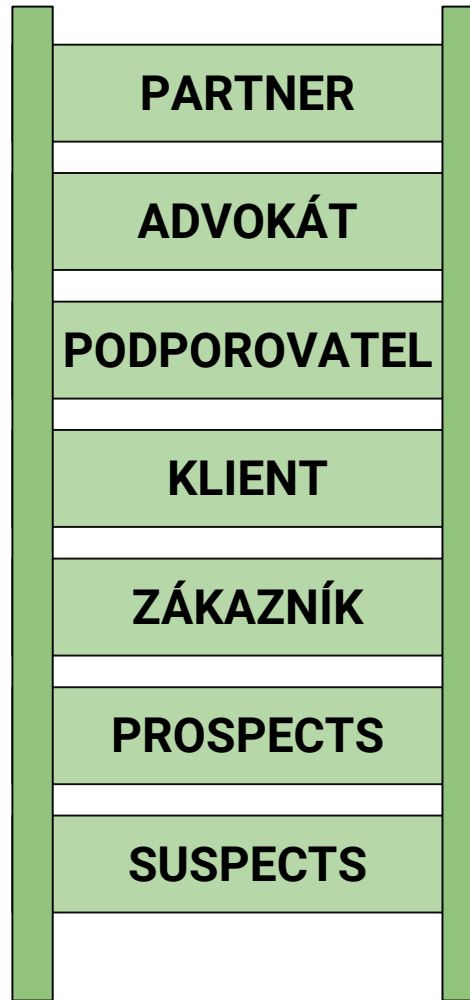 PARTNER
ADVOKÁT
PODPOROVATEL
KLIENT
ZÁKAZNÍK
PROSPECTS
SUSPECTS